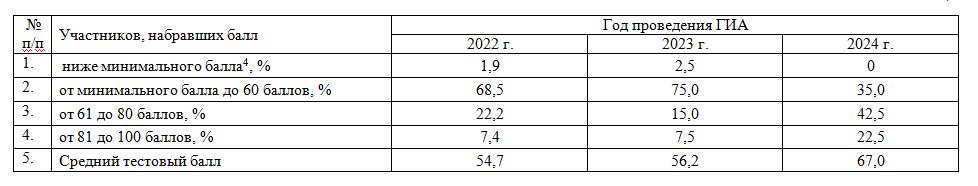 № п/п Участников, набравших балл Год проведения ГИА
2022 г. 2023 г. 2024 г.
1. ниже минимального балла⁴, % 1,9 2,5 0
2. от минимального балла до 60 баллов, % 68,5 75,0 35,0
3. от 61 до 80 баллов, % 22,2 15,0 42,5
4. от 81 до 100 баллов, % 7,4 7,5 22,5
5. Средний тестовый балл 54,7 56,2 67,0